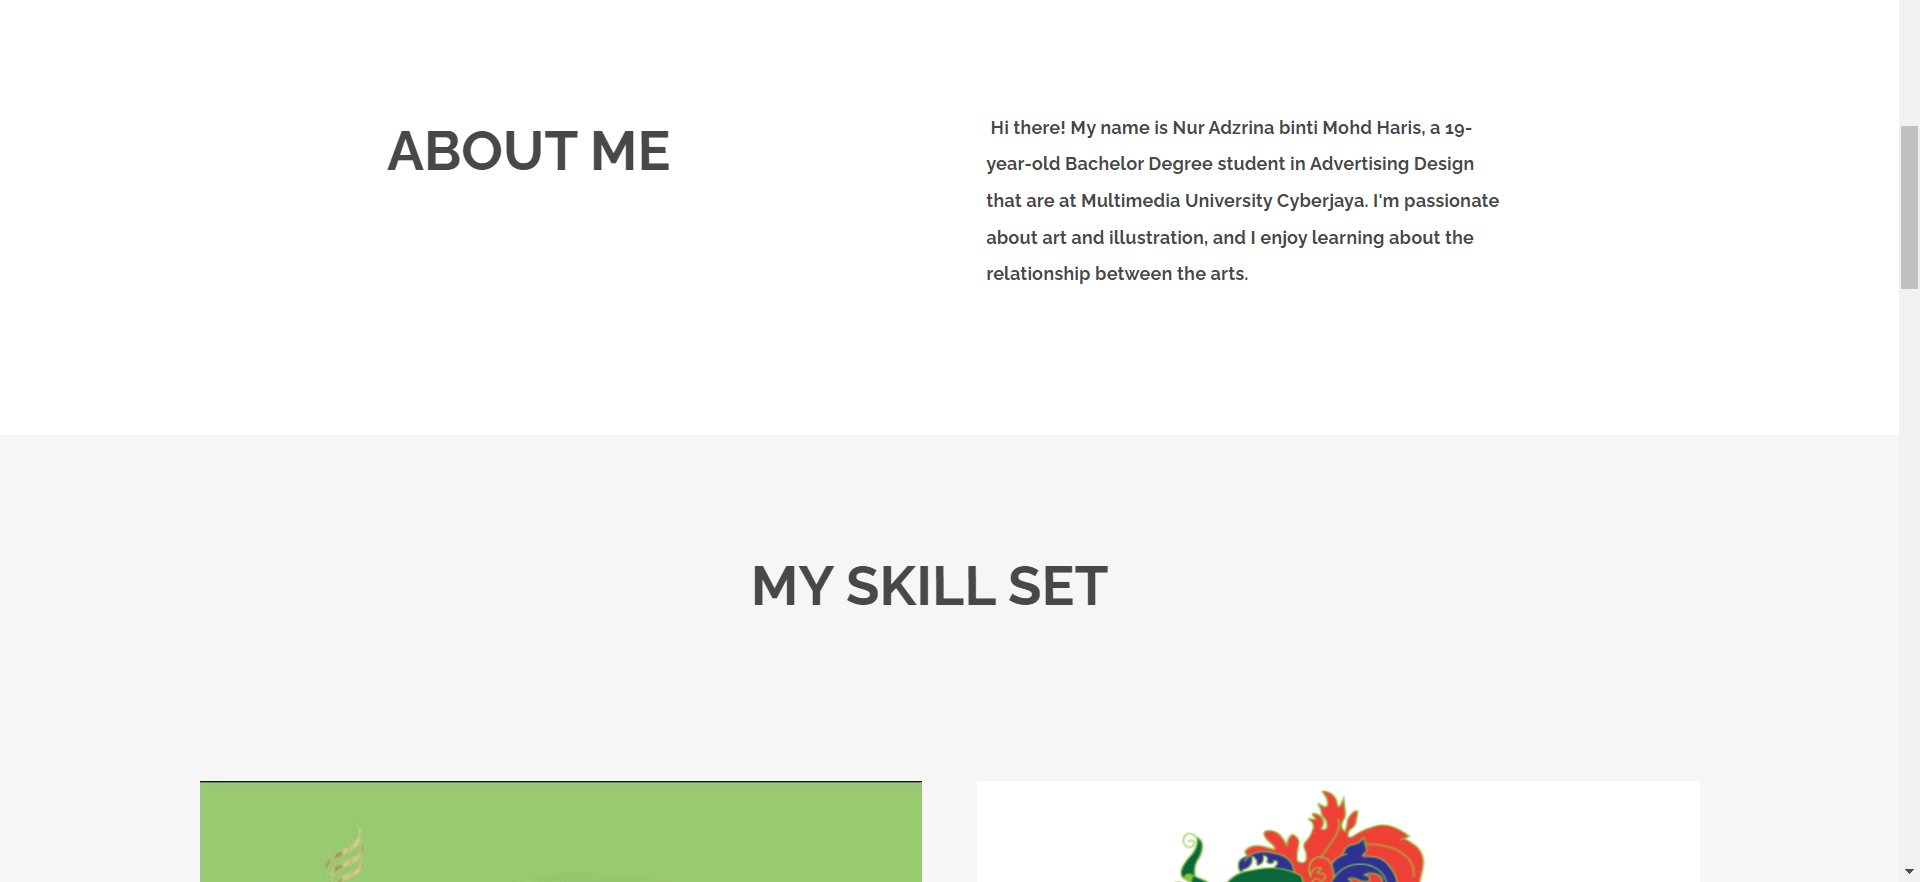 ABOUT ME
Hi there! My name is Nur Adzrina binti Mohd Haris, a 19-
year-old Bachelor Degree student in Advertising Design
that are at Multimedia University Cyberjaya. I'm passionate
about art and illustration, and I enjoy learning about the
relationship between the arts.
MY SKILL SET